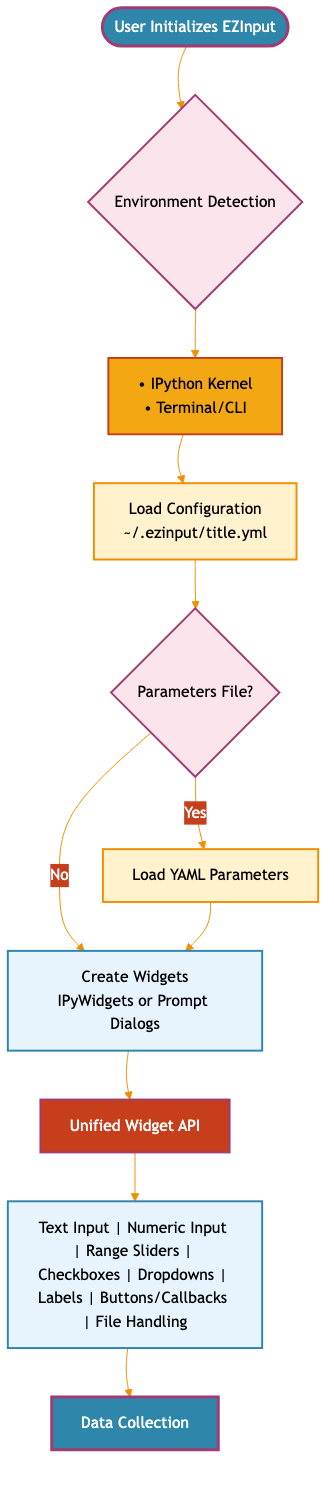 User Initializes EZInput
Environment Detection
• IPython Kernel
• Terminal/CLI
Load Configuration
~/.ezinput/title.yml
Parameters File?
Yes
No
Load YAML Parameters
Create Widgets
IPyWidgets or Prompt
Dialogs
Unified Widget API
Text Input | Numeric Input
| Range Sliders |
Checkboxes | Dropdowns |
Labels | Buttons/Callbacks
| File Handling
Data Collection